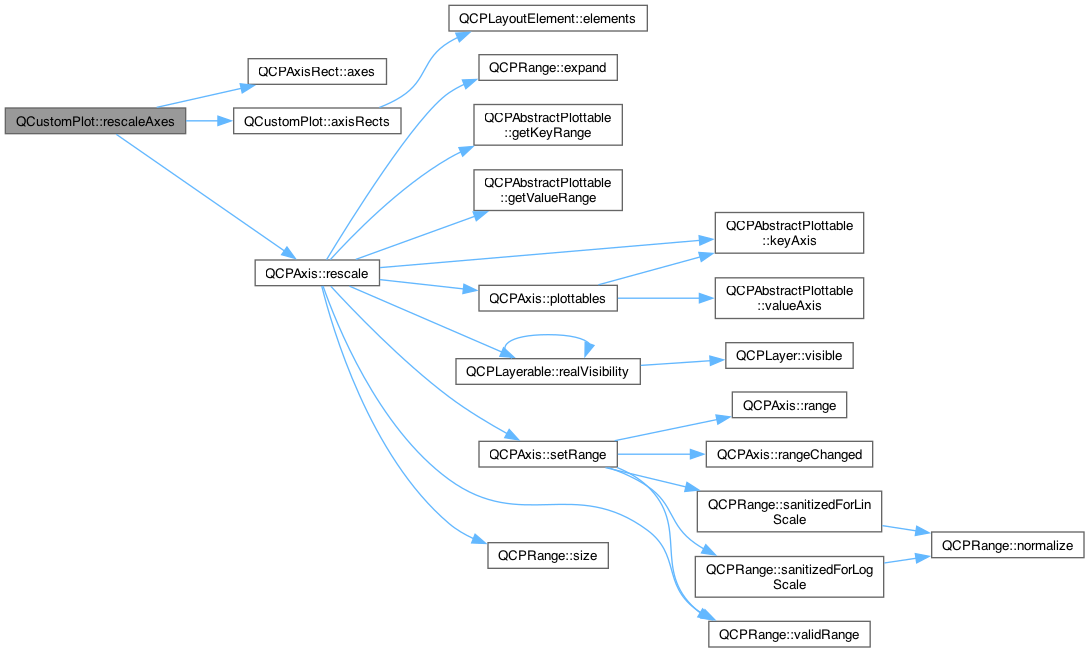 QCPLayoutElement::elements
QCPRange::expand
QCPAxisRect::axes
QCustomPlot::rescaleAxes
QCustomPlot::axisRects
QCPAbstractPlottable
::getKeyRange
QCPAbstractPlottable
::getValueRange
QCPAbstractPlottable
::keyAxis
QCPAxis::rescale
QCPAxis::plottables
QCPAbstractPlottable
::valueAxis
QCPLayerable::realVisibility
QCPLayer::visible
QCPAxis::range
QCPAxis::setRange
QCPAxis::rangeChanged
QCPRange::sanitizedForLin
Scale
QCPRange::normalize
QCPRange::size
QCPRange::sanitizedForLog
Scale
QCPRange::validRange